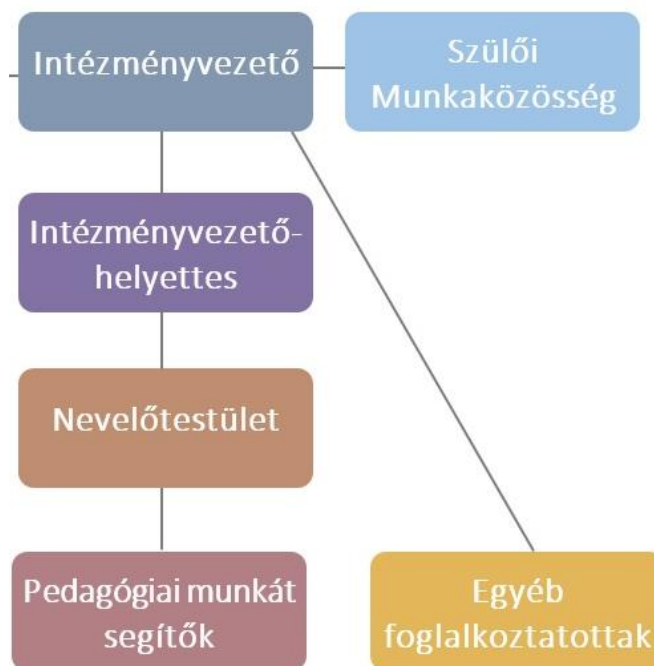 Intézményvezető
Szülői
Munkaközösség
Intézményvezető-
helyettes
Nevelőtestület
Pedagógiai munkát
segítők
Egyéb
foglalkoztatottak